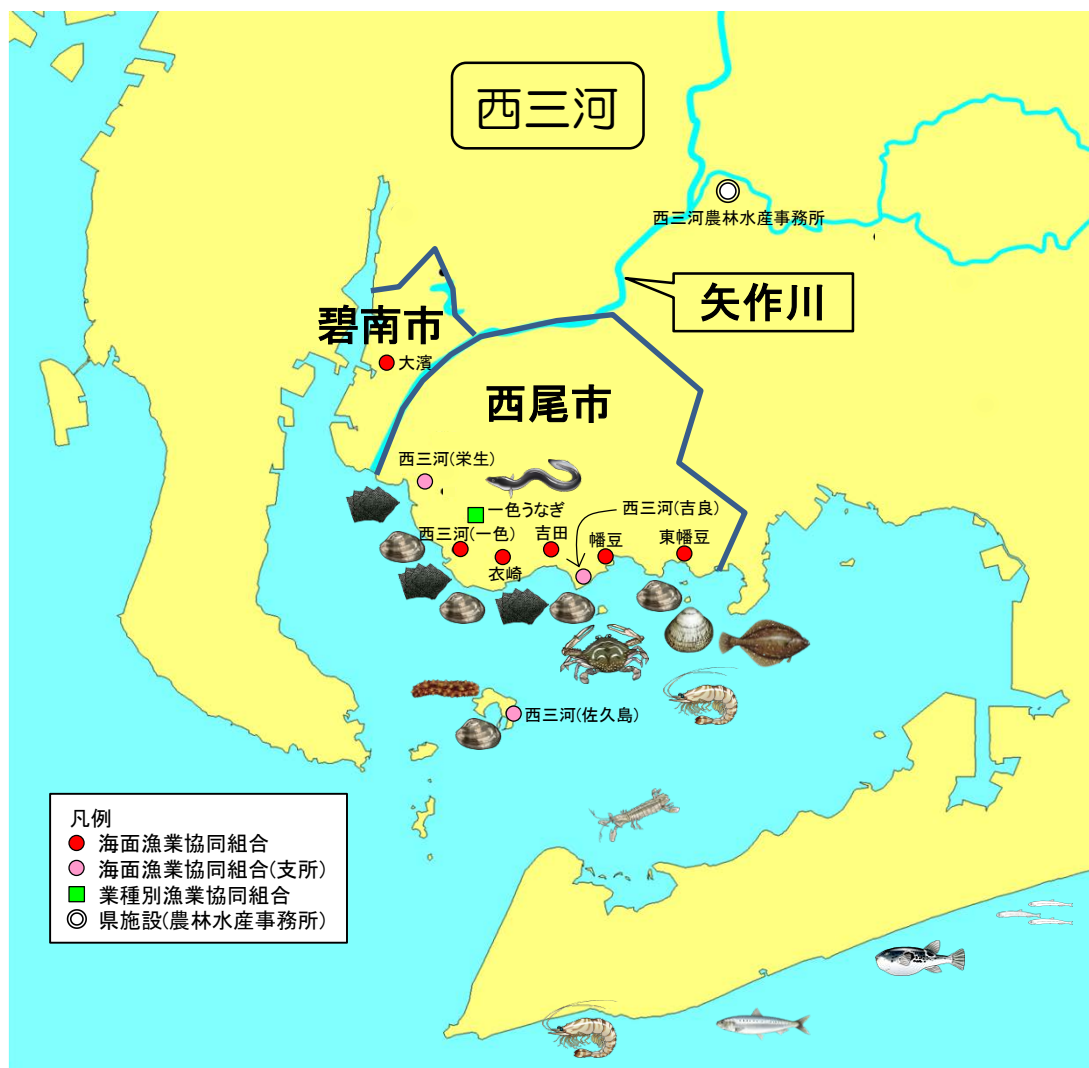 西三河
西三河農林水産事務所
矢作川
碧南市
大濱
西尾市
西三河(栄生)
一色うなぎ
西三河(吉良)
西三河(一色)
吉田
幡豆
東幡豆
衣崎
西三河(佐久島)
凡例
海面漁業協同組合
海面漁業協同組合(支所)
業種別漁業協同組合
県施設(農林水産事務所)